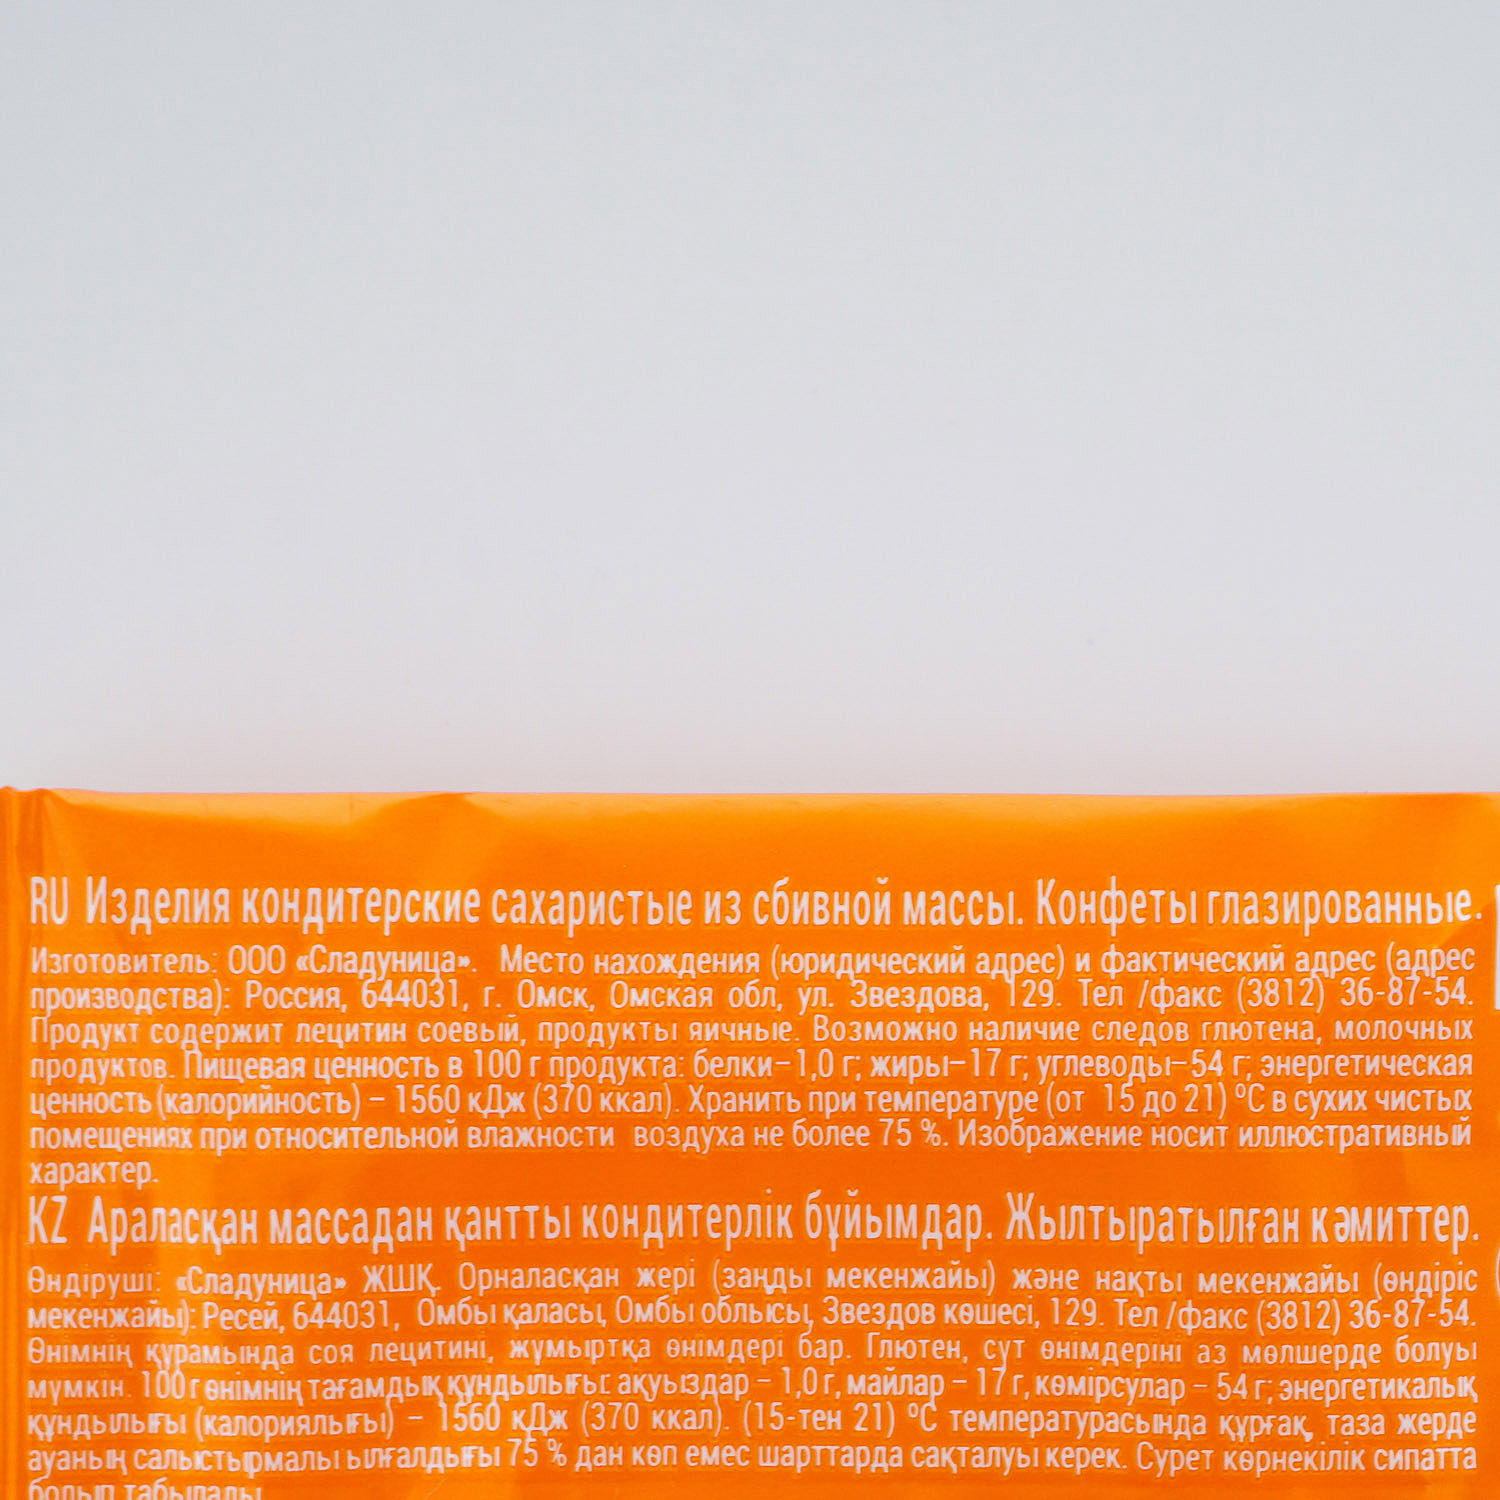 RU Изделия кондитерские сахаристые из сбивной массы. Конфеты глазированные.
Изготовитель: ООО «Сладуница». Место нахождения (юридический адрес) и фактический адрес (адрес
производства): Россия, 644031, г. Омск, Омская обл, ул. Звездова, 129. Тел /факс (3812) 36-87-54.
Продукт содержит лецитин соевый, продукты яичные. Возможно наличие следов глютена, молочных
продуктов. Пищевая ценность в 100 г продукта: белки–1,0 г; жиры–17 г; углеводы–54 г; энергетическая
ценность (калорийность) – 1560 кДж (370 ккал). Хранить при температуре (от 15 до 21) ºС в сухих чистых
помещениях при относительной влажности воздуха не более 75 %. Изображение носит иллюстративный
характер.
KZ Араласқан массадан қантты кондитерлік бұйымдар. Жылтыратылған кәмиттер.
Өндіруші: «Сладуница» ЖШҚ. Орналасқан жері (заңды мекенжайы) және нақты мекенжайы (өндіріс
мекенжайы): Ресей, 644031, Омбы қаласы, Омбы облысы, Звездов көшесі, 129. Тел /факс (3812) 36-87-54.
Өнімнің құрамында соя лецитині, жұмыртқа өнімдері бар. Глютен, сүт өнімдеріні аз мөлшерде болуы
мүмкін. 100 г өнімнің тағамдық құндылығы: ақуыздар – 1,0 г, майлар – 17 г, көмірсулар – 54 г; энергетикалық
құндылығы (калориялығы) – 1560 кДж (370 ккал). (15-тен 21) ºС температурасында құрғақ, таза жерде
ауаның салыстырмалы ылғалдығы 75 % дан көп емес шарттарда сақталуы керек. Сурет көрнекілік сипатта
болып табылады.